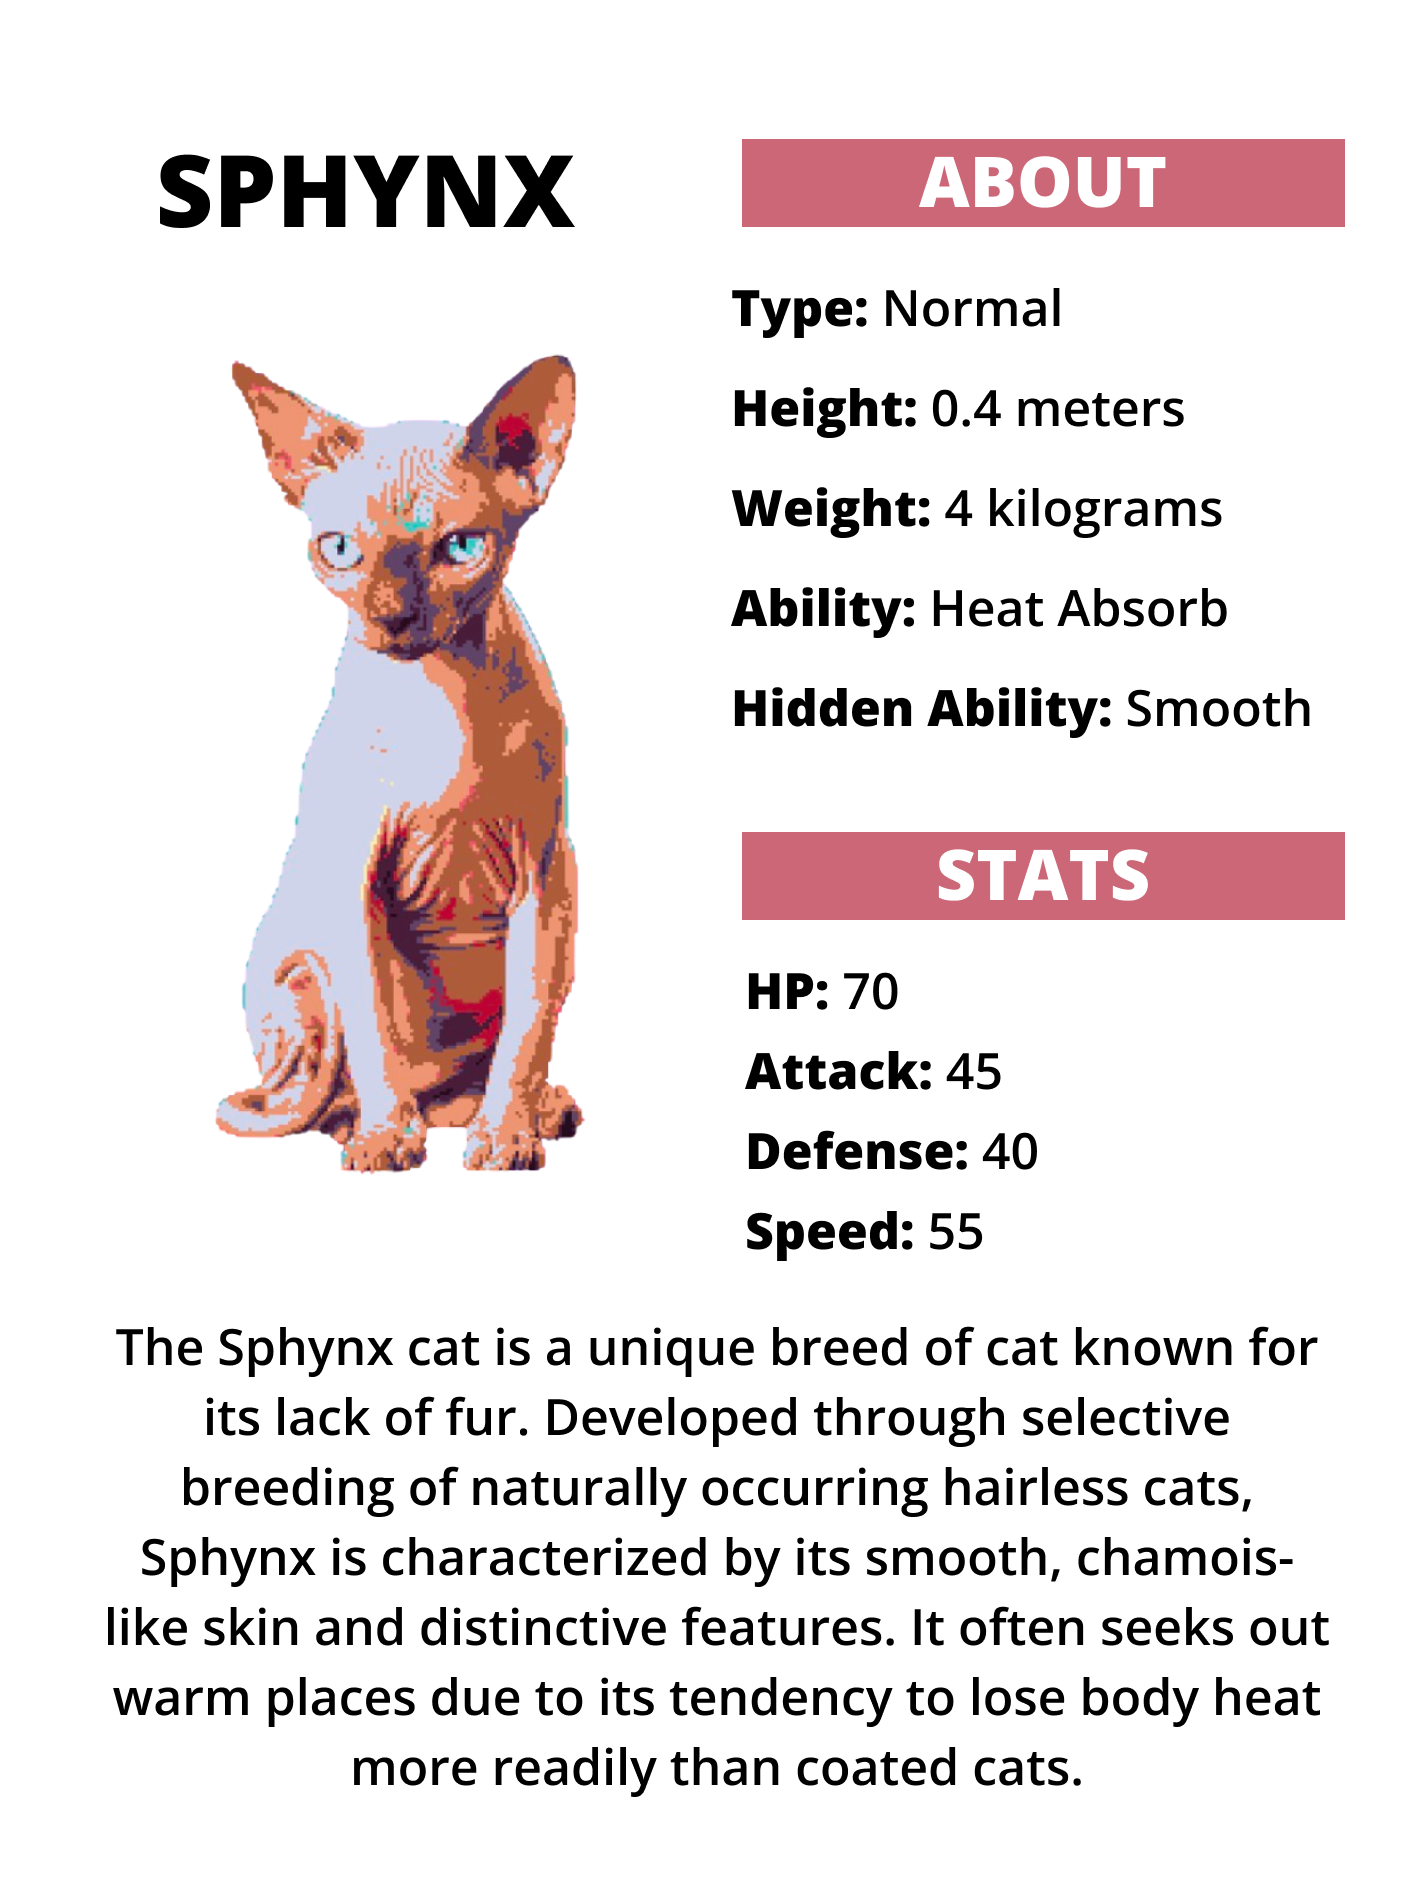 SPHYNX
ABOUT
Type: Normal
Height: 0.4 meters
Weight: 4 kilograms
Ability: Heat Absorb
Hidden Ability: Smooth
STATS
HP: 70
Attack: 45
Defense: 40
Speed: 55
The Sphynx cat is a unique breed of cat known for
its lack of fur. Developed through selective
breeding of naturally occurring hairless cats,
Sphynx is characterized by its smooth, chamois-
like skin and distinctive features. It often seeks out
warm places due to its tendency to lose body heat
more readily than coated cats.